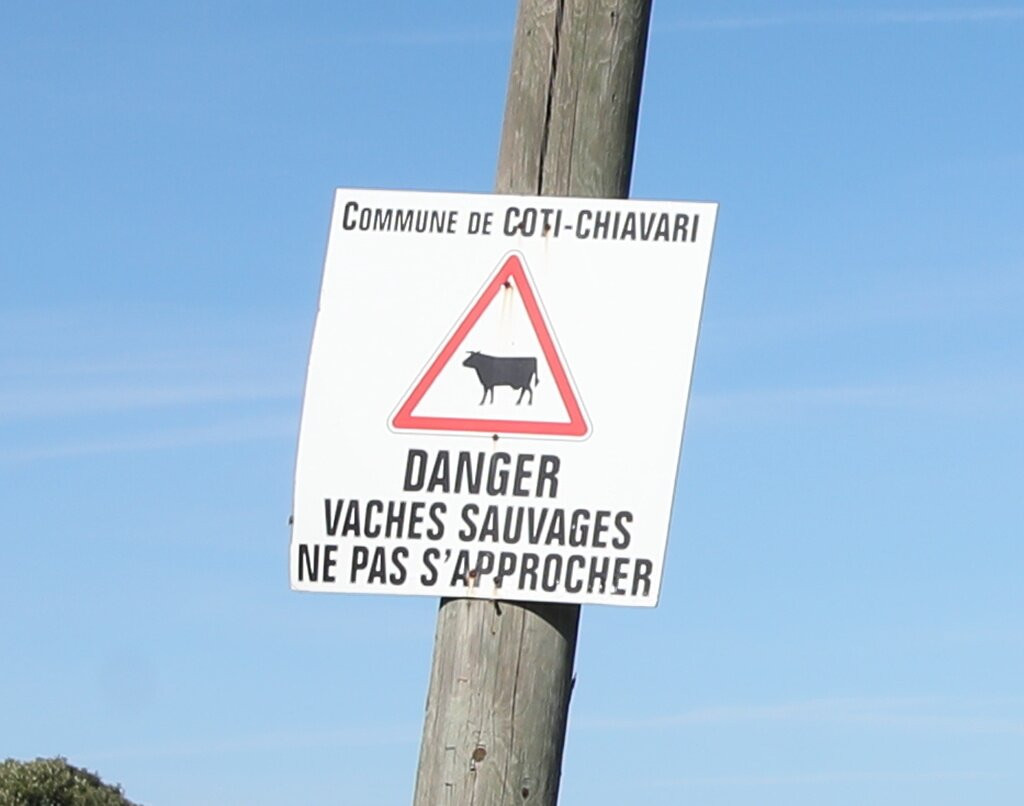 COMMUNE DE COTI-CHIAVARI
DANGER
VACHES SAUVAGES
NE PAS S'APPROCHER